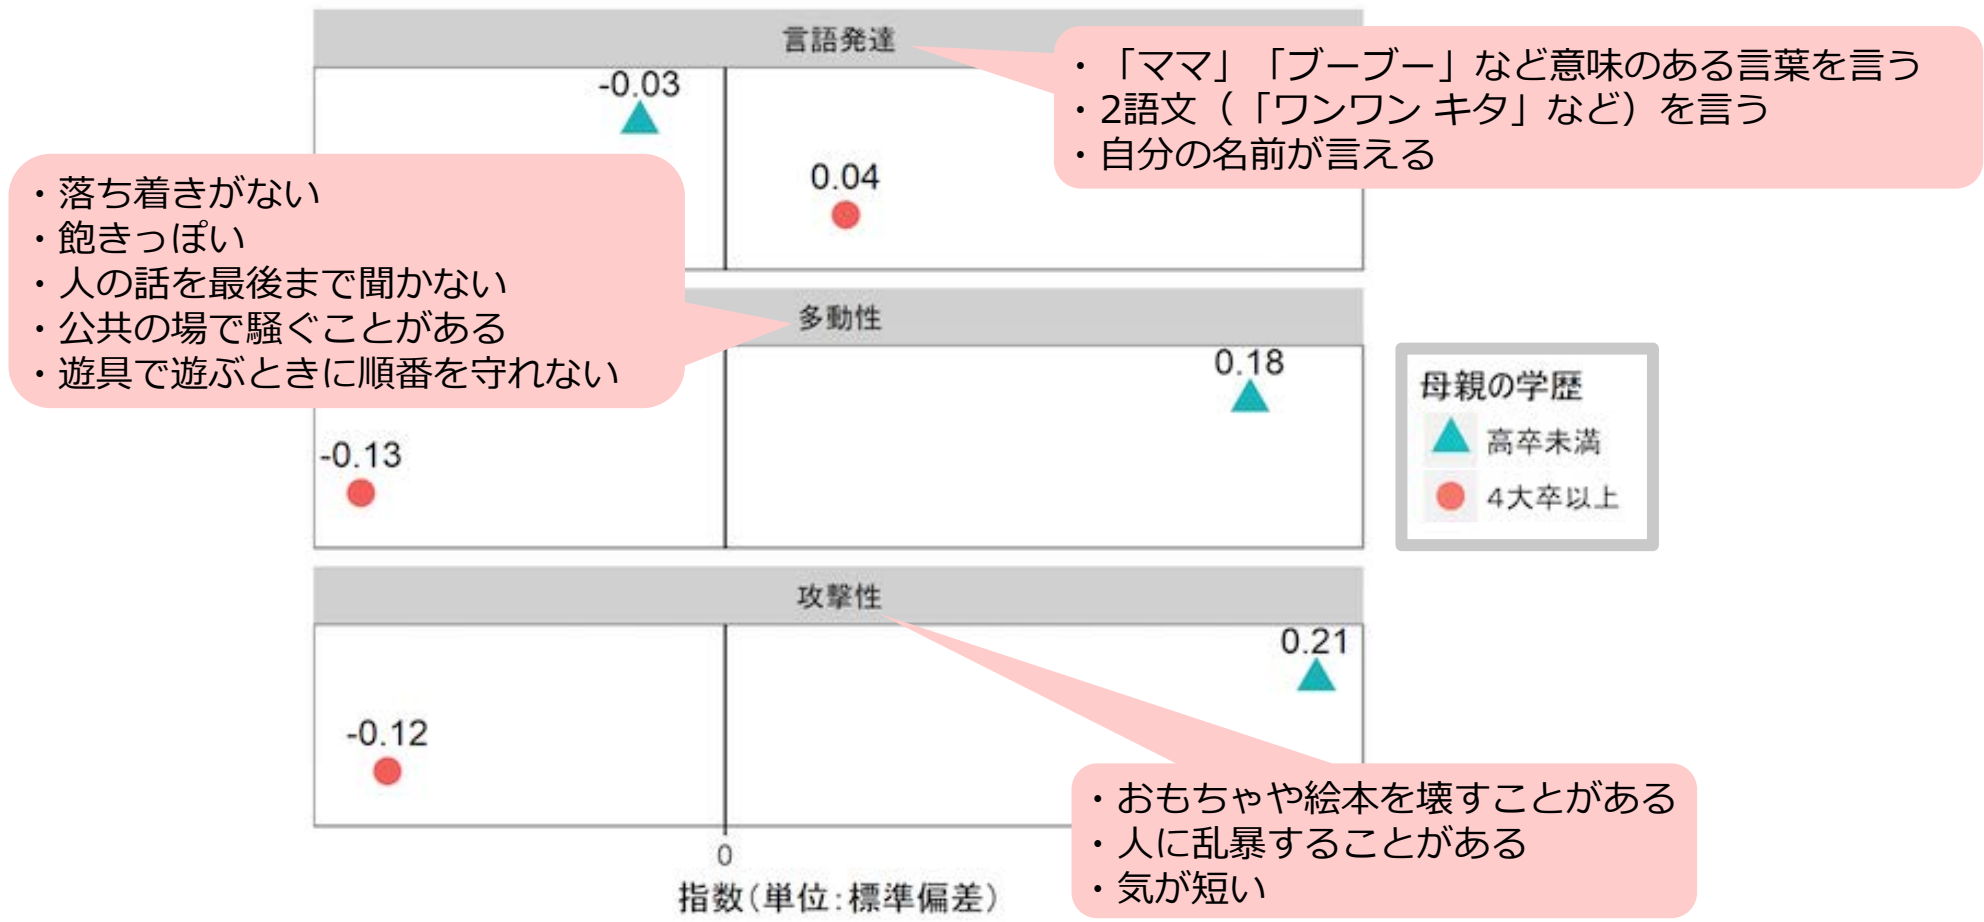 言語発達
・「ママ」「ブーブー」など意味のある言葉を言う
・2語文（「ワンワン キタ」など）を言う
・自分の名前が言える
-0.03
0.04
・落ち着きがない
・飽きっぽい
・人の話を最後まで聞かない
・公共の場で騒ぐことがある
・遊具で遊ぶときに順番を守れない
多動性
0.18
-0.13
母親の学歴
高卒未満
4大卒以上
攻撃性
0.21
-0.12
・おもちゃや絵本を壊すことがある
・人に乱暴することがある
・気が短い
0
指数(単位:標準偏差)